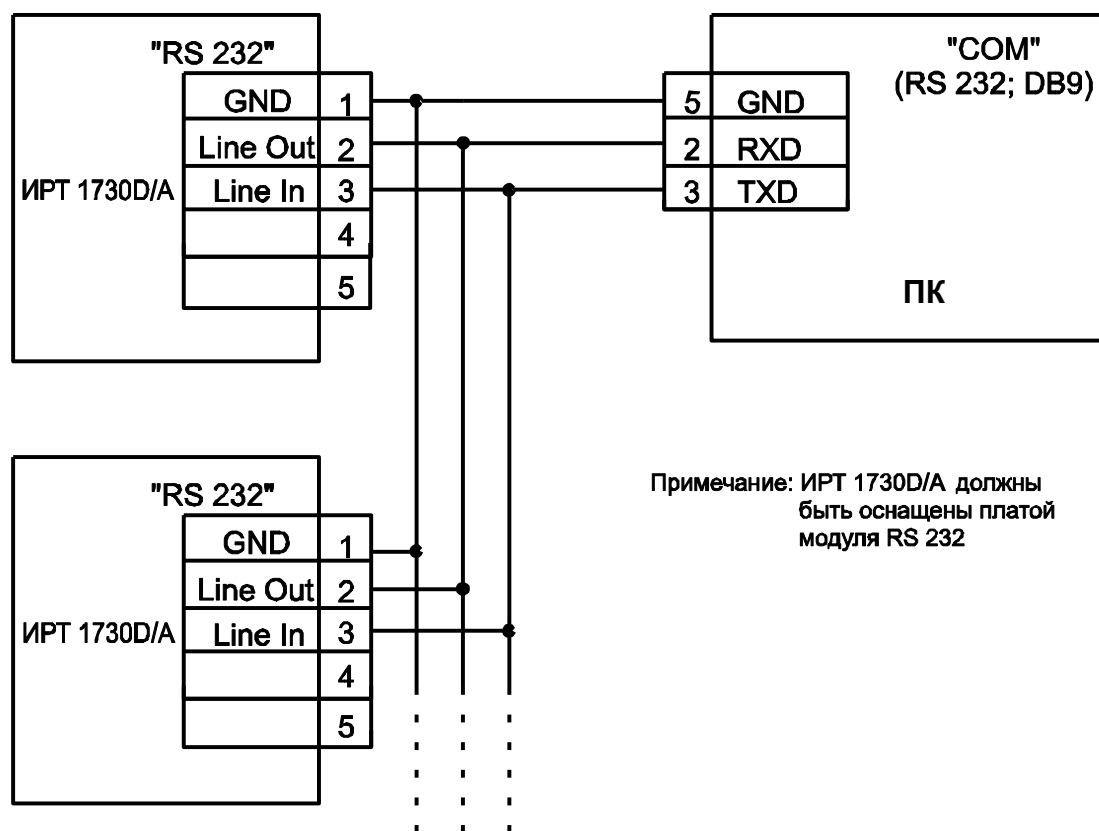 "RS 232"
GND 1
Line Out 2
ИРТ 1730D/A Line In 3
4
5
"COM"
(RS 232; DB9)
5 GND
2 RXD
3 TXD
ПК
"RS 232"
GND 1
Line Out 2
ИРТ 1730D/A Line In 3
4
5
Примечание: ИРТ 1730D/A должны
быть оснащены платой
модуля RS 232